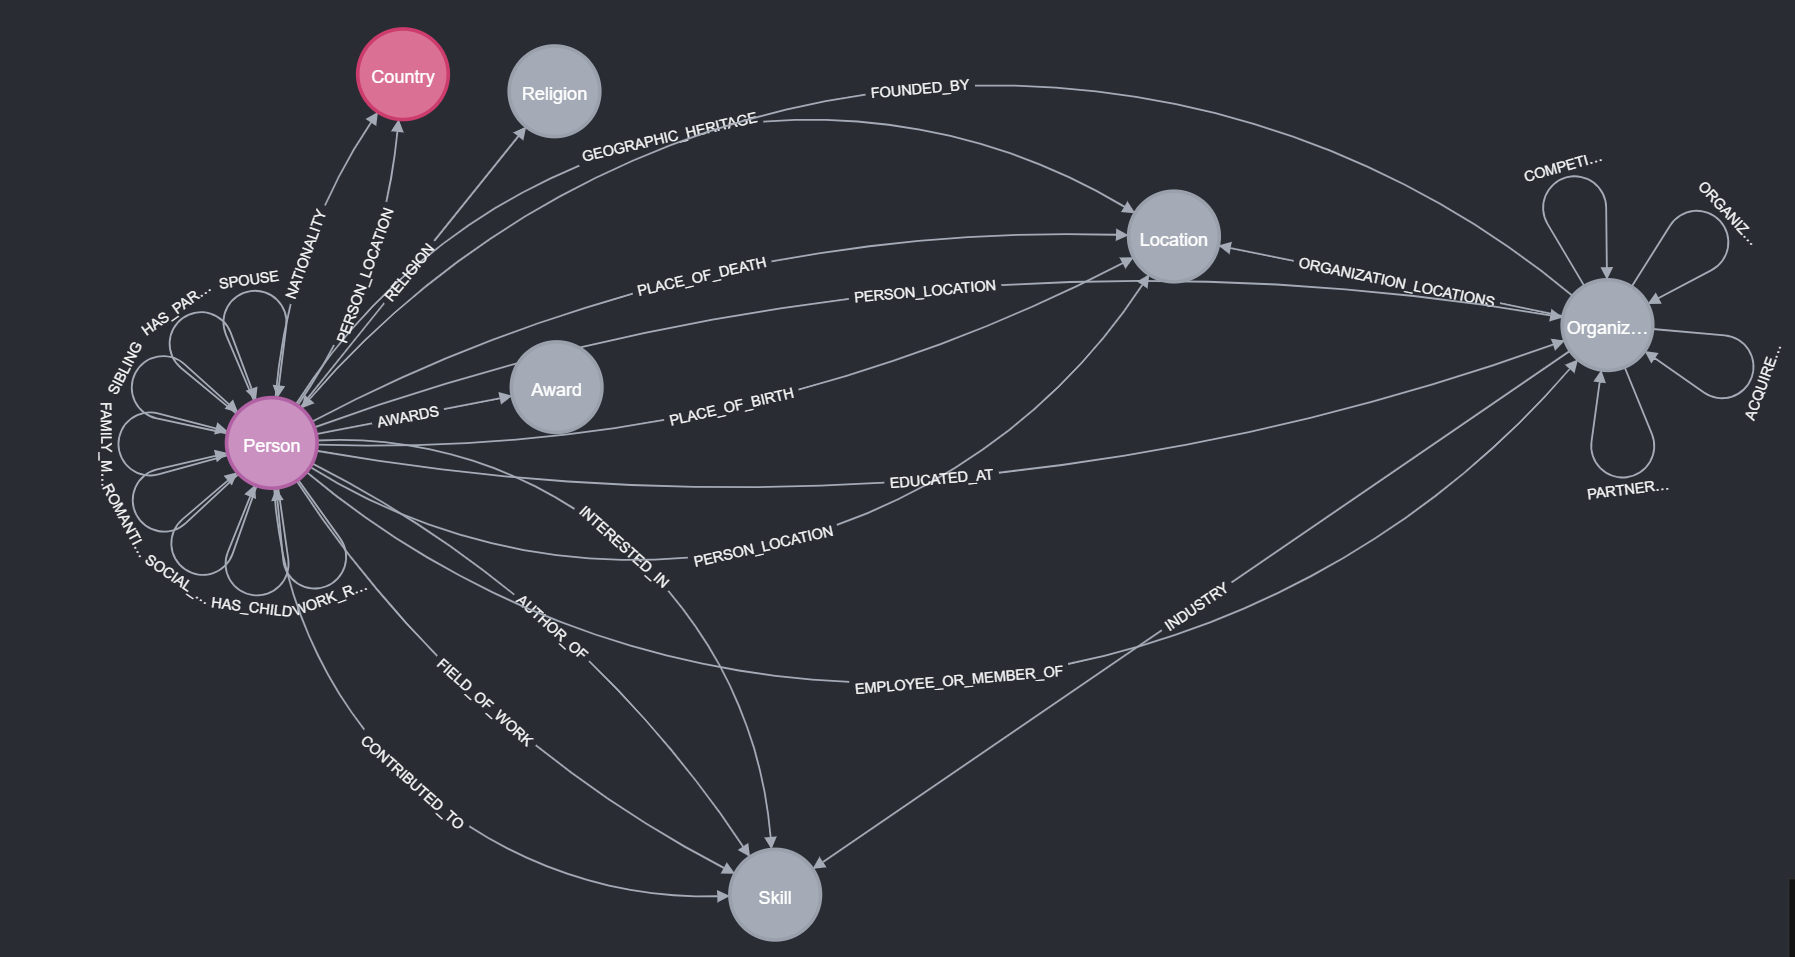 Country
Religion
FOUNDED_BY
GEOGRAPHIC_HERITAGE
COMPETI...
ORGANIZ...
NATIONALITY
PERSON_LOCATION
RELIGION
Location
PLACE_OF_DEATH
PERSON_LOCATION
ORGANIZATION_LOCATIONS
SPOUSE
HAS_PAR...
SIBLING
FAMILY_M...
ROMANTI...
SOCIAL_...
HAS_CHILD
WORK_R...
Organiz...
ACQUIRE...
PARTNER...
Award
AWARDS
PLACE_OF_BIRTH
Person
EDUCATED_AT
INTERESTED_IN
PERSON_LOCATION
AUTHOR_OF
INDUSTRY
FIELD_OF_WORK
EMPLOYEE_OR_MEMBER_OF
CONTRIBUTED_TO
Skill